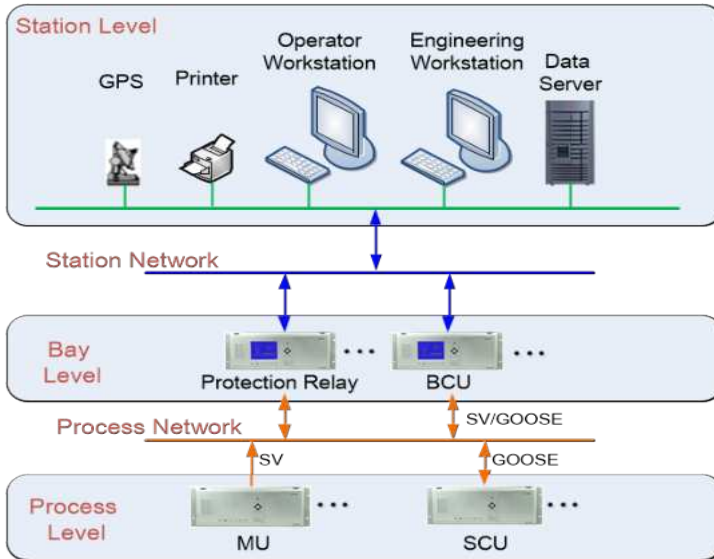 Station Level
GPS
Printer
Operator
Workstation
Engineering
Workstation
Data
Server
Station Network
Bay
Level
Protection Relay
BCU
Process Network
SV/GOOSE
SV
GOOSE
Process
Level
MU
SCU